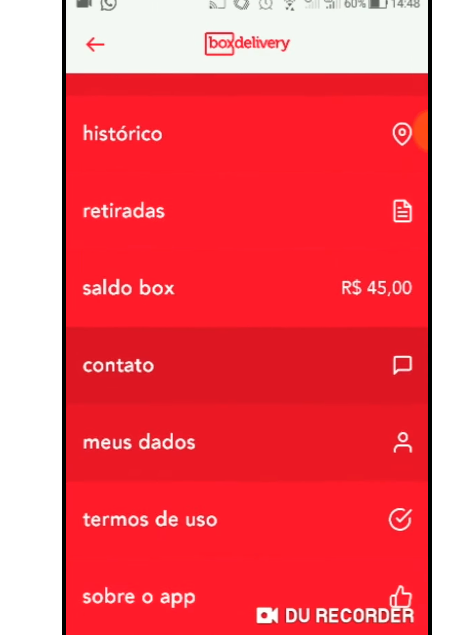 60% 14:48
boxdelivery
histórico
retiradas
saldo box R$ 45,00
contato
meus dados
termos de uso
sobre o app
DU RECORDER